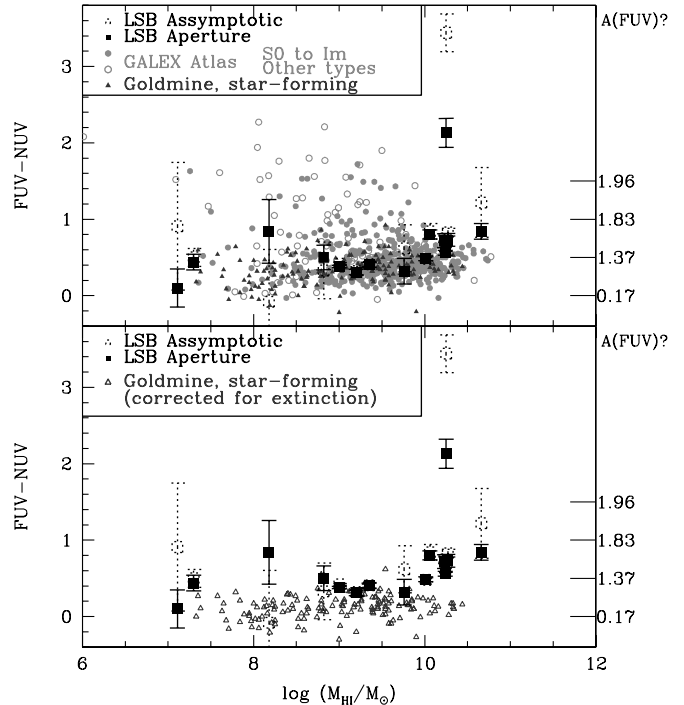 LSB Assymptotic
LSB Aperture
GALEX Atlas S0 to Im
Other types
Goldmine, star-forming
A(FUV)?
3
2
1
0
FUV-NUV
1.96
1.83
1.37
0.17
LSB Assymptotic
LSB Aperture
Goldmine, star-forming
(corrected for extinction)
A(FUV)?
3
2
1
0
FUV-NUV
1.96
1.83
1.37
0.17
6 8 10 12
log (M_HI/M_⊙)